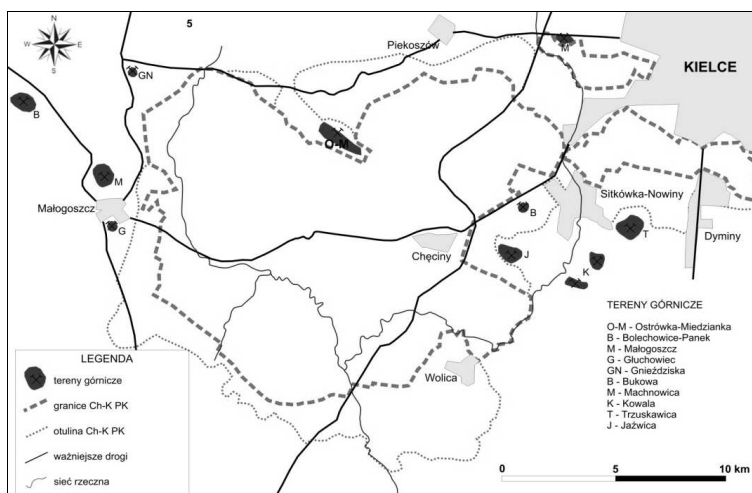 5
N
W
E
S
Piekoszów
M
KIELCE
GN
B
O-M
M
Sitkówka-Nowiny
Małogoszcz
B
G
T
Dyminy
Chęciny
J
K
Wolica
TERENY GÓRNICZE
O-M - Ostrówka-Miedzianka
B - Bolechowice-Panek
M - Małogoszcz
G - Głuchowiec
GN - Gnieździska
B - Bukowa
M - Machnowica
K - Kowala
T - Trzuskawica
J - Jaźwica
LEGENDA
tereny górnicze
granice Ch-K PK
otulina Ch-K PK
ważniejsze drogi
sieć rzeczna
0 5 10
km